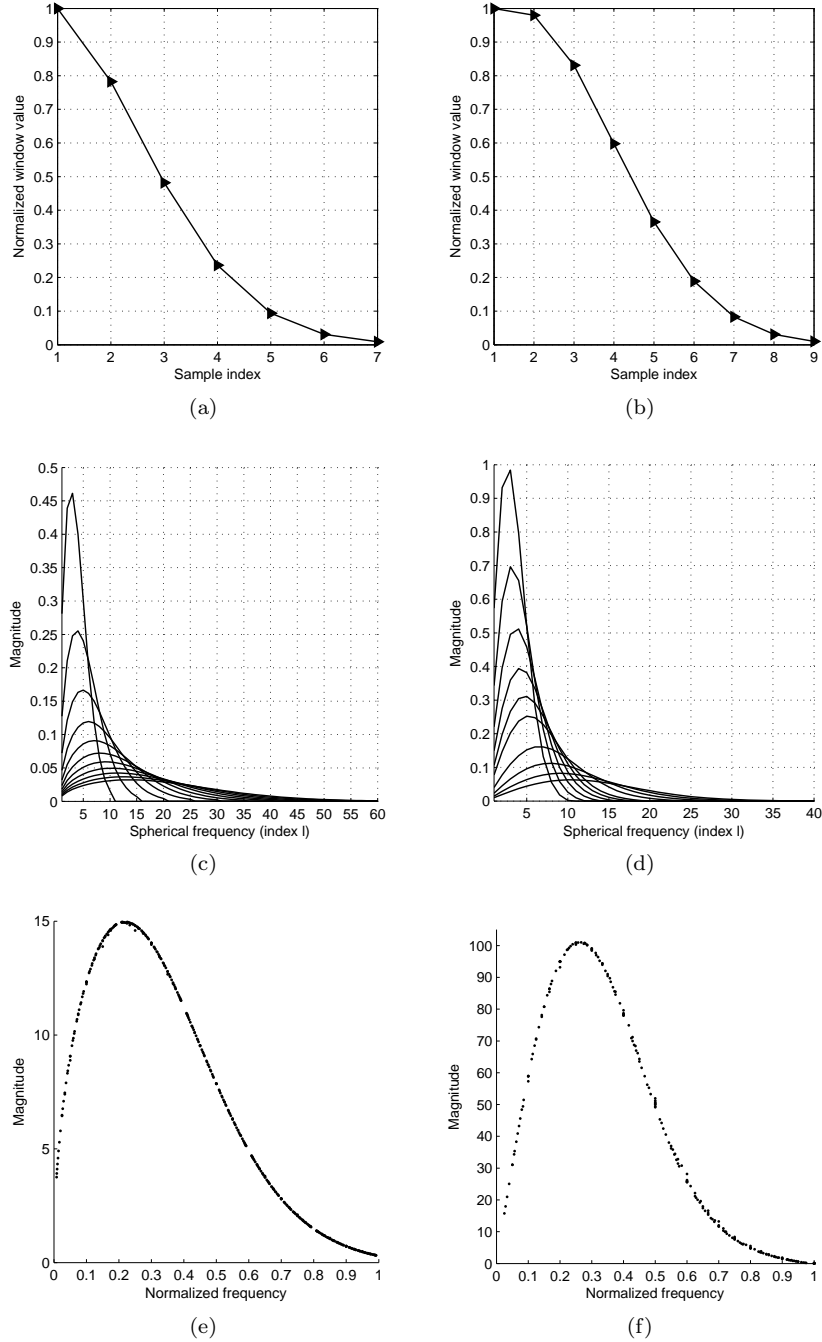 1
0.9
0.8
0.7
0.6
0.5
0.4
0.3
0.2
0.1
0
Normalized window value
1 2 3 4 5 6 7
Sample index
(a)
1
0.9
0.8
0.7
0.6
0.5
0.4
0.3
0.2
0.1
0
Normalized window value
1 2 3 4 5 6 7 8 9
Sample index
(b)
0.5
0.45
0.4
0.35
0.3
0.25
0.2
0.15
0.1
0.05
0
Magnitude
5 10 15 20 25 30 35 40 45 50 55 60
Spherical frequency (index l)
(c)
1
0.9
0.8
0.7
0.6
0.5
0.4
0.3
0.2
0.1
0
Magnitude
5 10 15 20 25 30 35 40
Spherical frequency (index l)
(d)
15
10
5
0
Magnitude
0 0.1 0.2 0.3 0.4 0.5 0.6 0.7 0.8 0.9 1
Normalized frequency
(e)
100
90
80
70
60
50
40
30
20
10
0
Magnitude
0 0.1 0.2 0.3 0.4 0.5 0.6 0.7 0.8 0.9 1
Normalized frequency
(f)